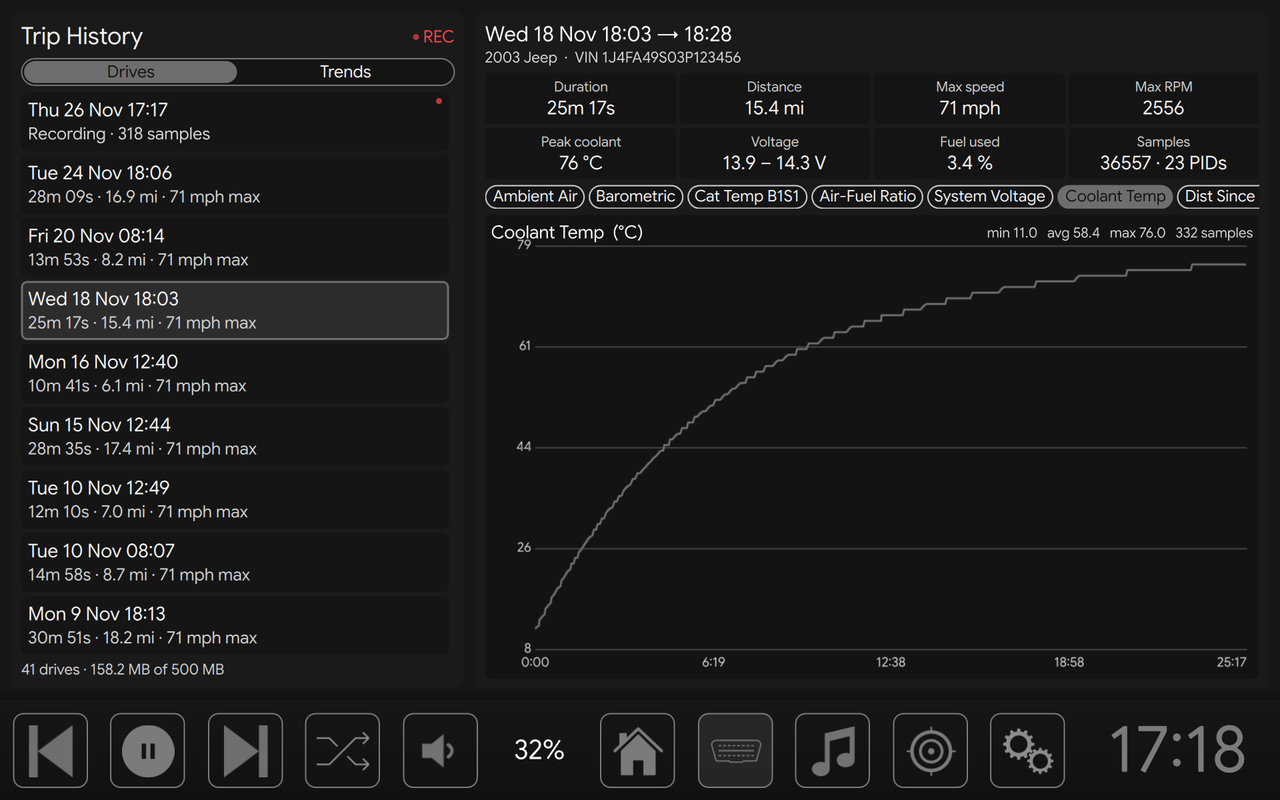 Trip History
REC
Drives
Trends
Thu 26 Nov 17:17
Recording · 318 samples
Tue 24 Nov 18:06
28m 09s · 16.9 mi · 71 mph max
Fri 20 Nov 08:14
13m 53s · 8.2 mi · 71 mph max
Wed 18 Nov 18:03
25m 17s · 15.4 mi · 71 mph max
Mon 16 Nov 12:40
10m 41s · 6.1 mi · 71 mph max
Sun 15 Nov 12:44
28m 35s · 17.4 mi · 71 mph max
Tue 10 Nov 12:49
12m 10s · 7.0 mi · 71 mph max
Tue 10 Nov 08:07
14m 58s · 8.7 mi · 71 mph max
Mon 9 Nov 18:13
30m 51s · 18.2 mi · 71 mph max
41 drives · 158.2 MB of 500 MB
Wed 18 Nov 18:03 → 18:28
2003 Jeep · VIN 1J4FA49S03P123456
Duration
25m 17s
Distance
15.4 mi
Max speed
71 mph
Max RPM
2556
Peak coolant
76 °C
Voltage
13.9 – 14.3 V
Fuel used
3.4 %
Samples
36557 · 23 PIDs
Ambient Air
Barometric
Cat Temp B1S1
Air-Fuel Ratio
System Voltage
Coolant Temp
Dist Since
Coolant Temp (°C)
min 11.0 avg 58.4 max 76.0 332 samples
79
61
44
26
8
0:00
6:19
12:38
18:58
25:17
32%
17:18